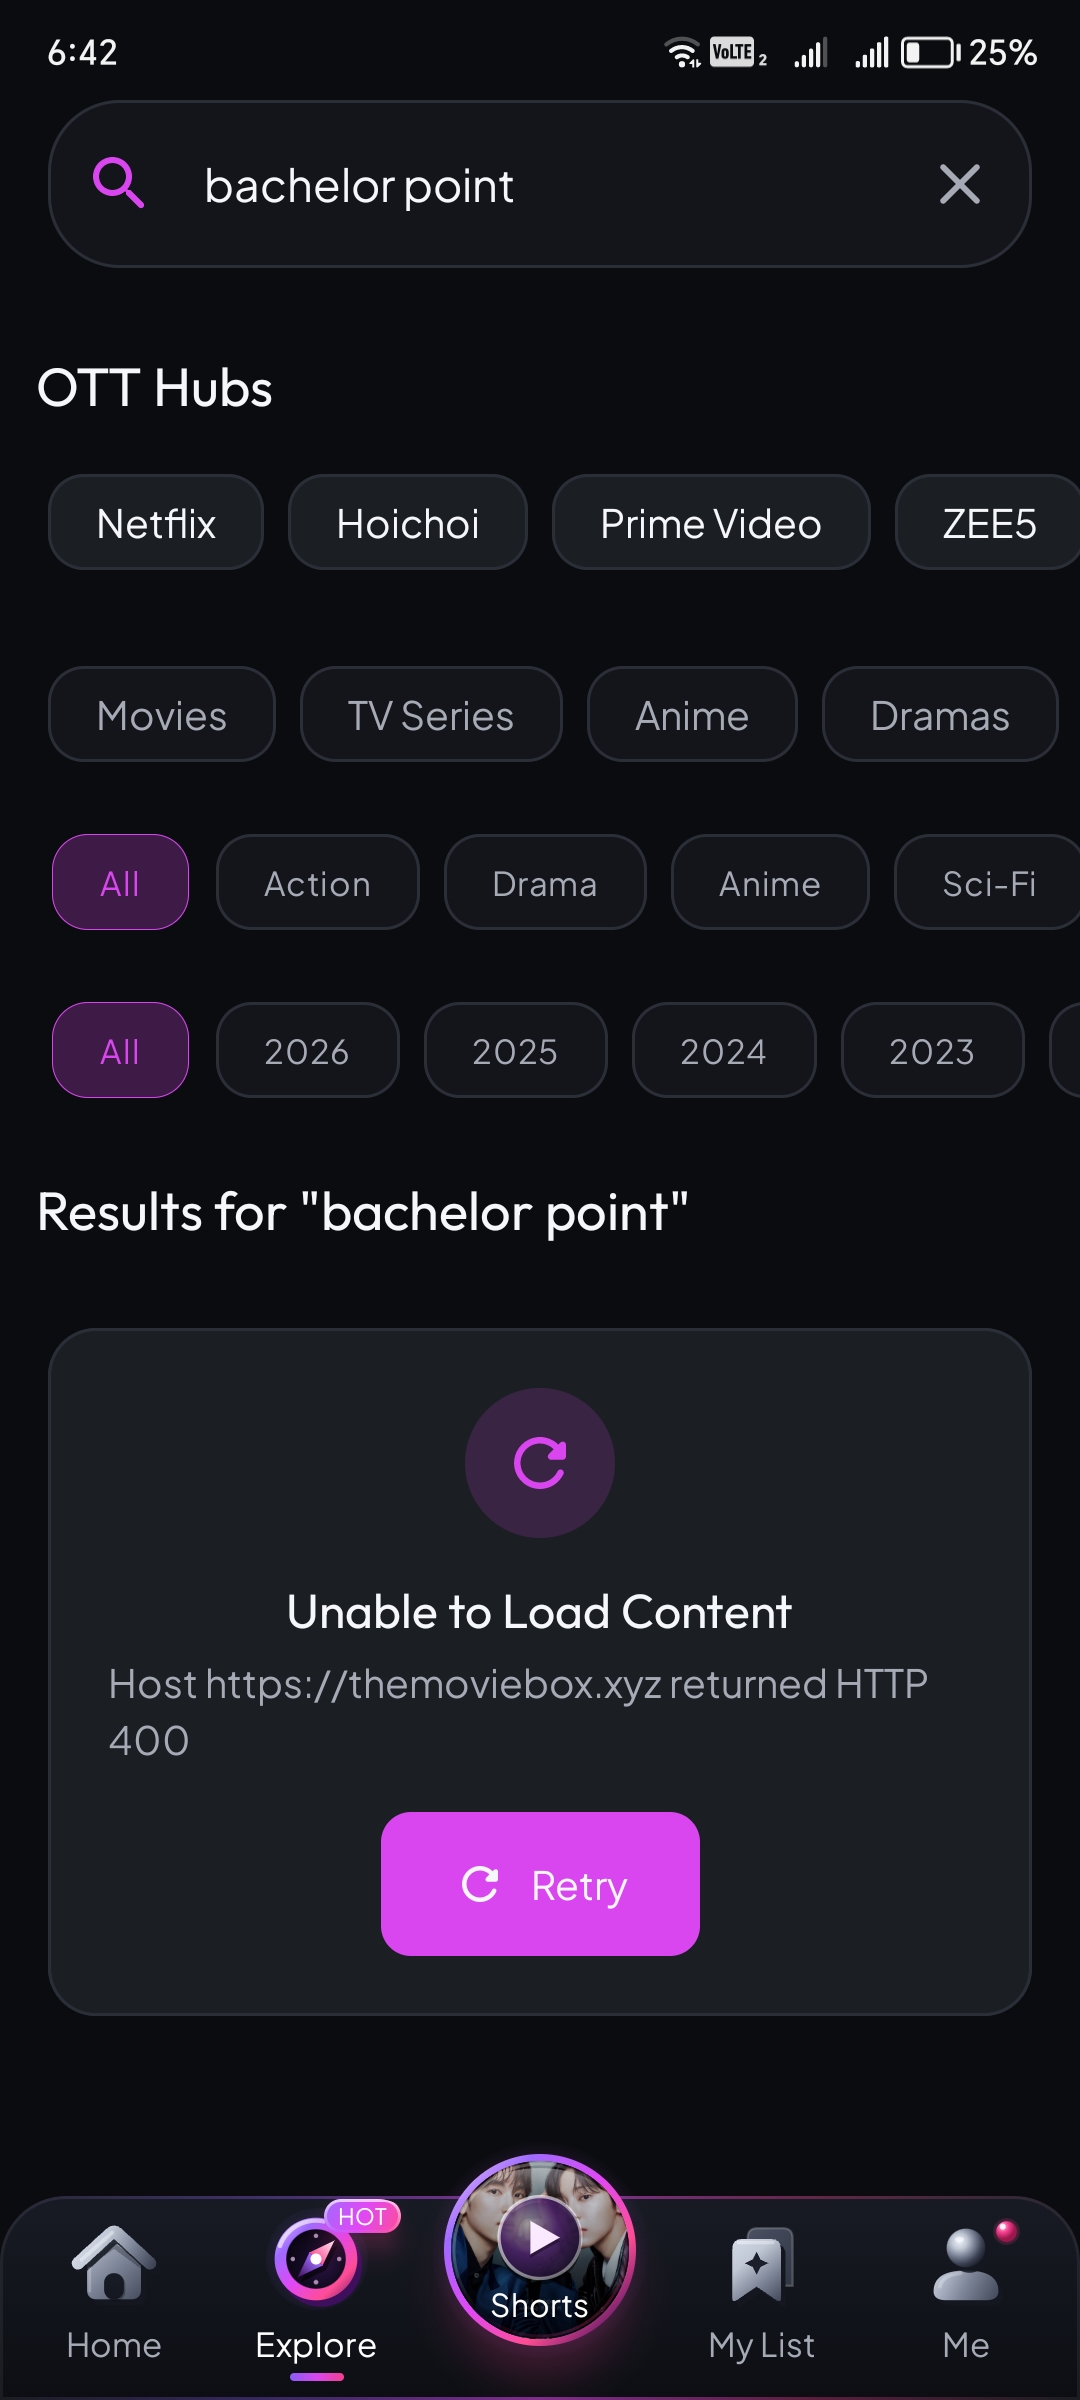 6:42
VoLTE 2 25%
bachelor point
OTT Hubs
Netflix Hoichoi Prime Video ZEE5
Movies TV Series Anime Dramas
All Action Drama Anime Sci-Fi
All 2026 2025 2024 2023
Results for "bachelor point"
Unable to Load Content
Host https://themoviebox.xyz returned HTTP
400
Retry
HOT
Shorts
Home Explore My List Me